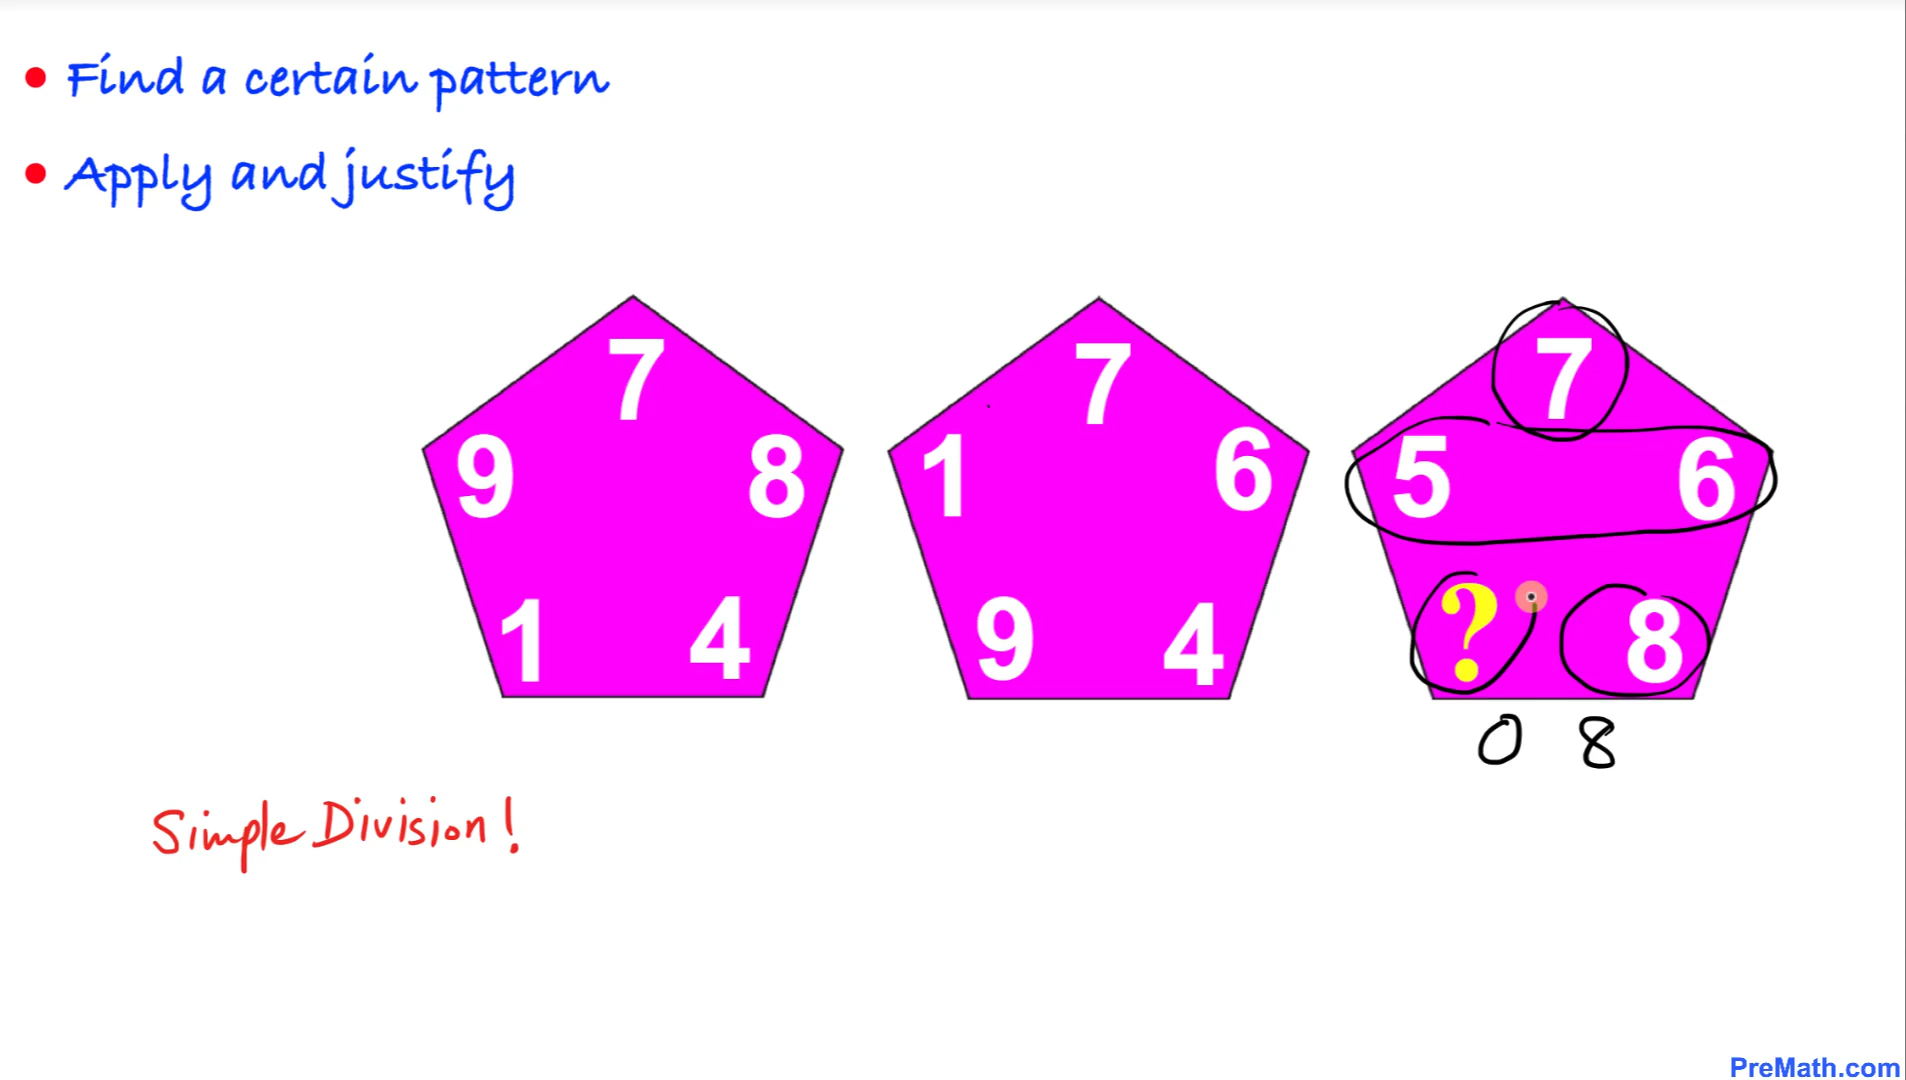 • Find a certain pattern
• Apply and justify
7 7 7
9 8 1 6 5 6
1 4 9 4 ? 8
0 8
Simple Division!
PreMath.com